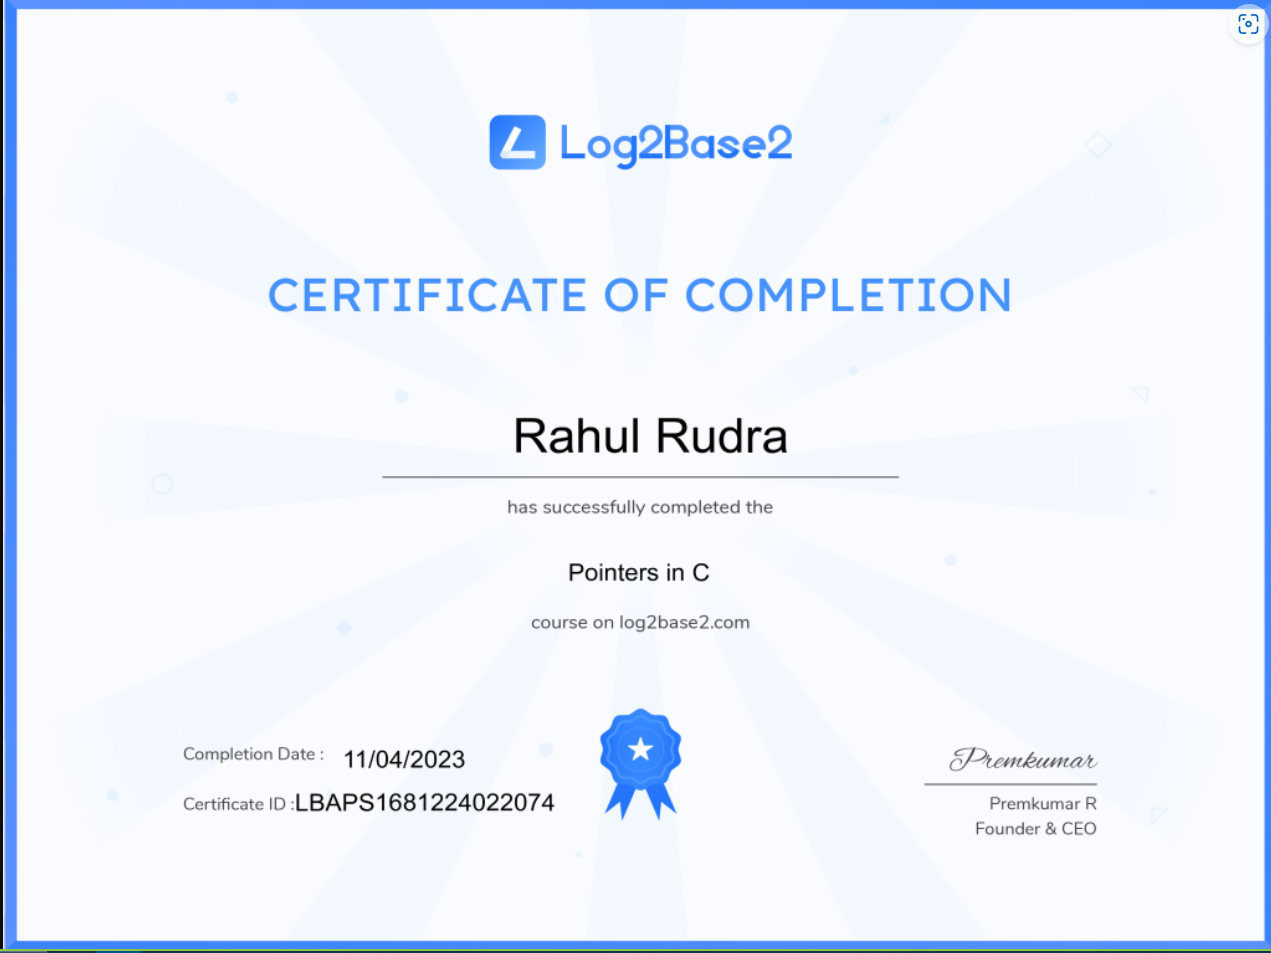 Log2Base2
CERTIFICATE OF COMPLETION
Rahul Rudra
has successfully completed the
Pointers in C
course on log2base2.com
Completion Date : 11/04/2023
Certificate ID :LBAPS1681224022074
Premkumar
Premkumar R
Founder & CEO